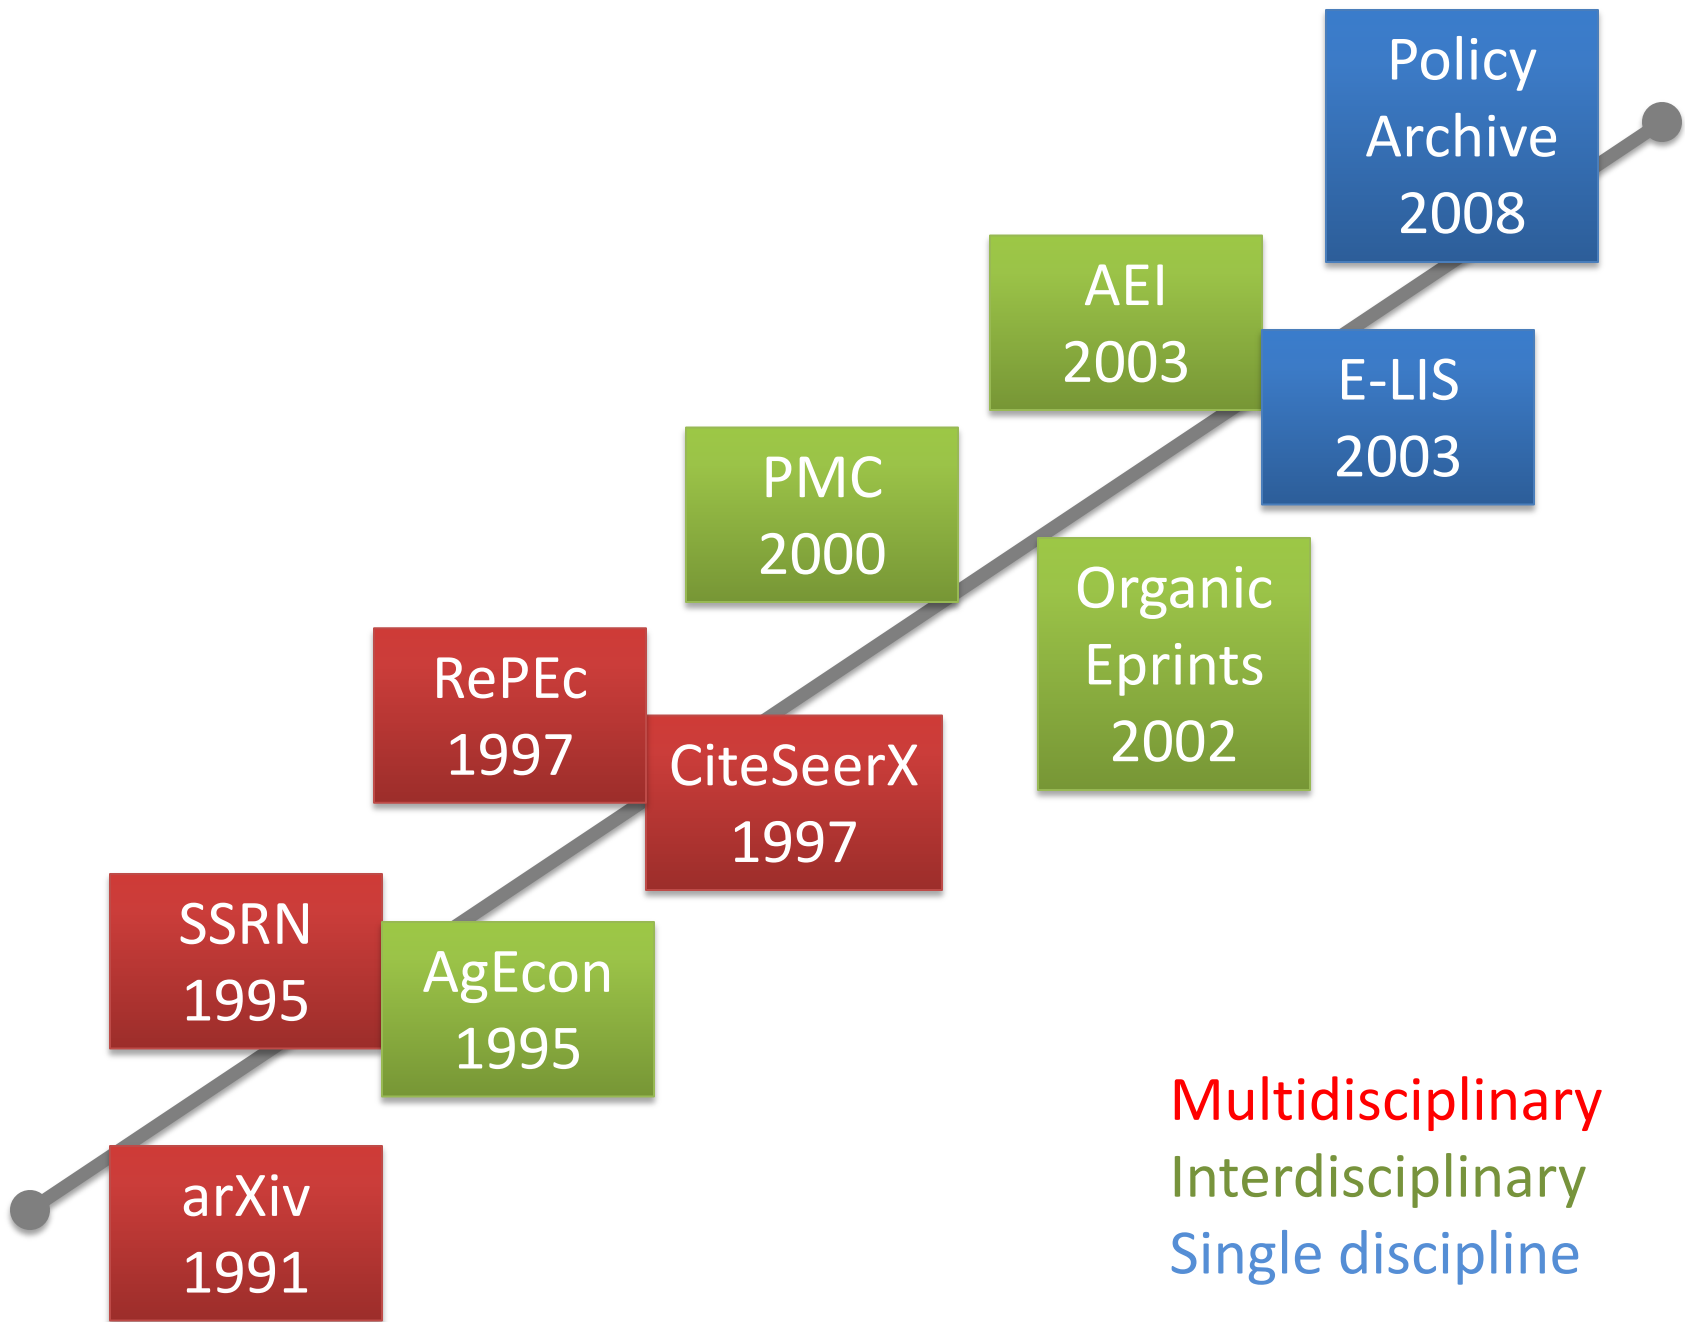 Policy
Archive
2008
AEI
2003
E-LIS
2003
PMC
2000
Organic
Eprints
2002
RePEc
1997
CiteSeerX
1997
SSRN
1995
AgEcon
1995
arXiv
1991
Multidisciplinary
Interdisciplinary
Single discipline